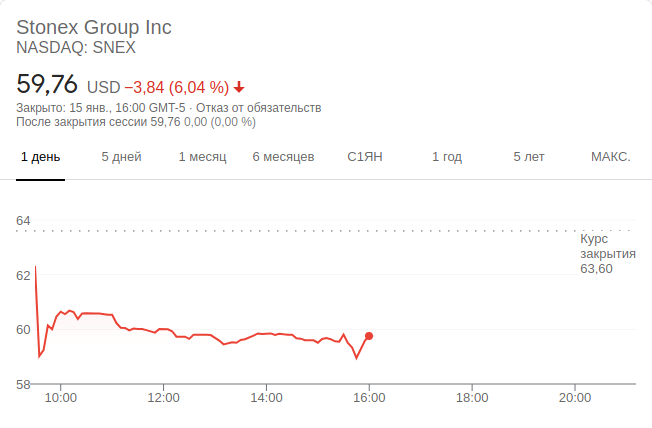 Stonex Group Inc
NASDAQ: SNEX
59,76 USD −3,84 (6,04 %)
Закрыто: 15 янв., 16:00 GMT-5 · Отказ от обязательств
После закрытия сессии 59,76 0,00 (0,00 %)
1 день 5 дней 1 месяц 6 месяцев С1ЯН 1 год 5 лет МАКС.
64
Курс
закрытия
63,60
62
60
58
10:00 12:00 14:00 16:00 18:00 20:00